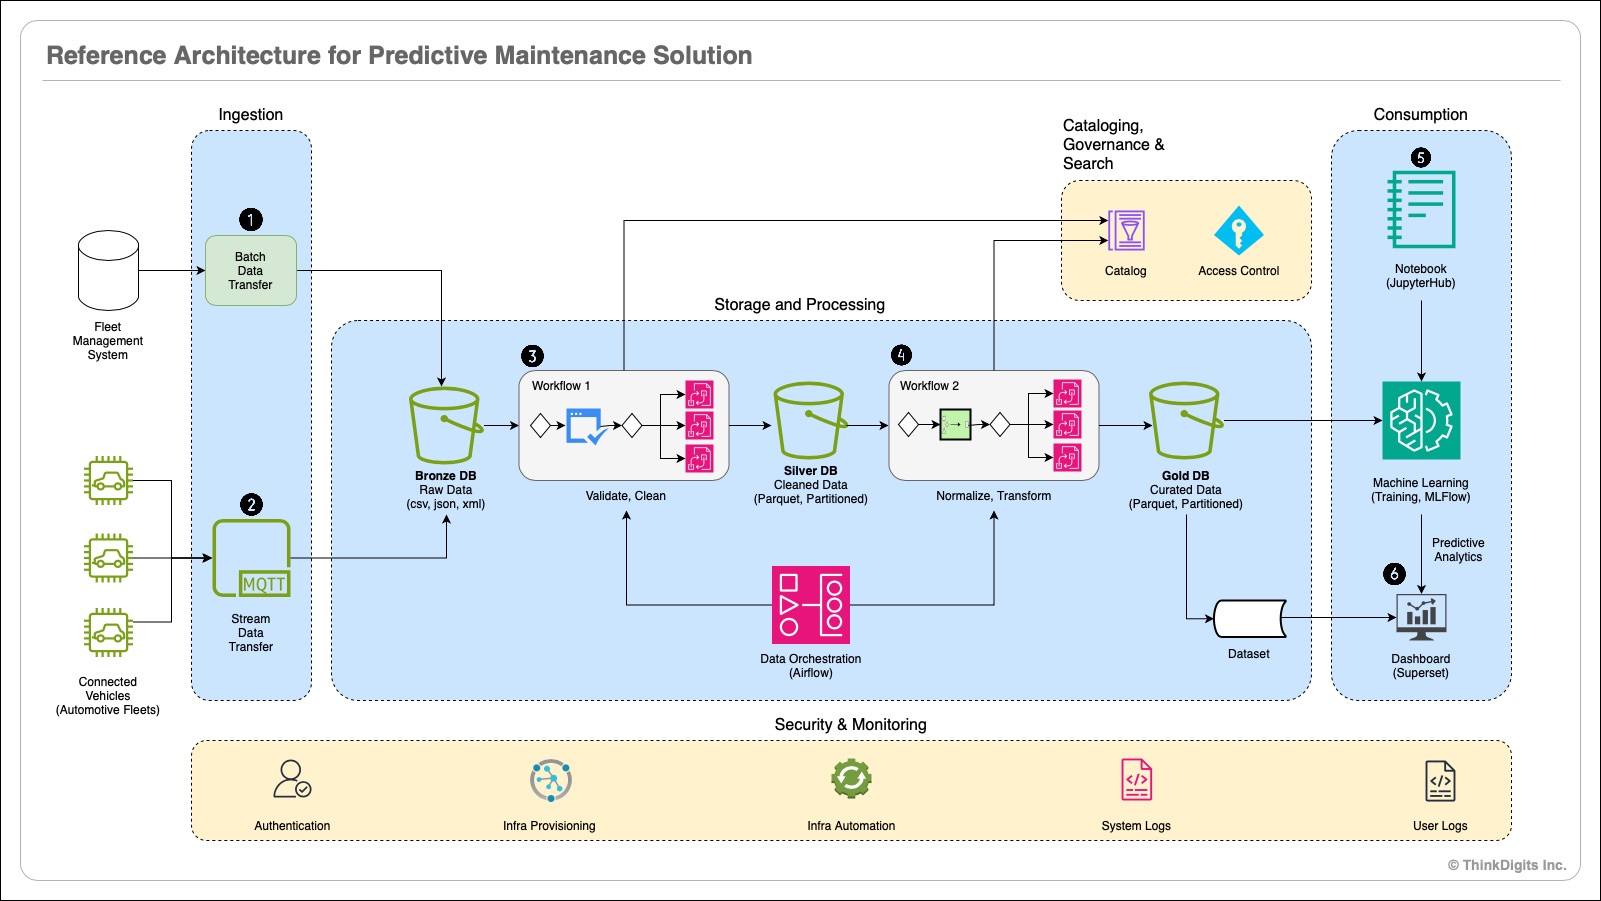 Reference Architecture for Predictive Maintenance Solution
Ingestion
Consumption
Cataloging,
Governance &
Search
1
Batch
Data
Transfer
Fleet
Management
System
Catalog
Access Control
5
Notebook
(JupyterHub)
Storage and Processing
3
Workflow 1
4
Workflow 2
Bronze DB
Raw Data
(csv, json, xml)
Validate, Clean
Silver DB
Cleaned Data
(Parquet, Partitioned)
Normalize, Transform
Gold DB
Curated Data
(Parquet, Partitioned)
Machine Learning
(Training, MLFlow)
Predictive
Analytics
2
MQTT
Stream
Data
Transfer
Connected
Vehicles
(Automotive Fleets)
Data Orchestration
(Airflow)
Dataset
6
Dashboard
(Superset)
Security & Monitoring
Authentication
Infra Provisioning
Infra Automation
System Logs
User Logs
© ThinkDigits Inc.